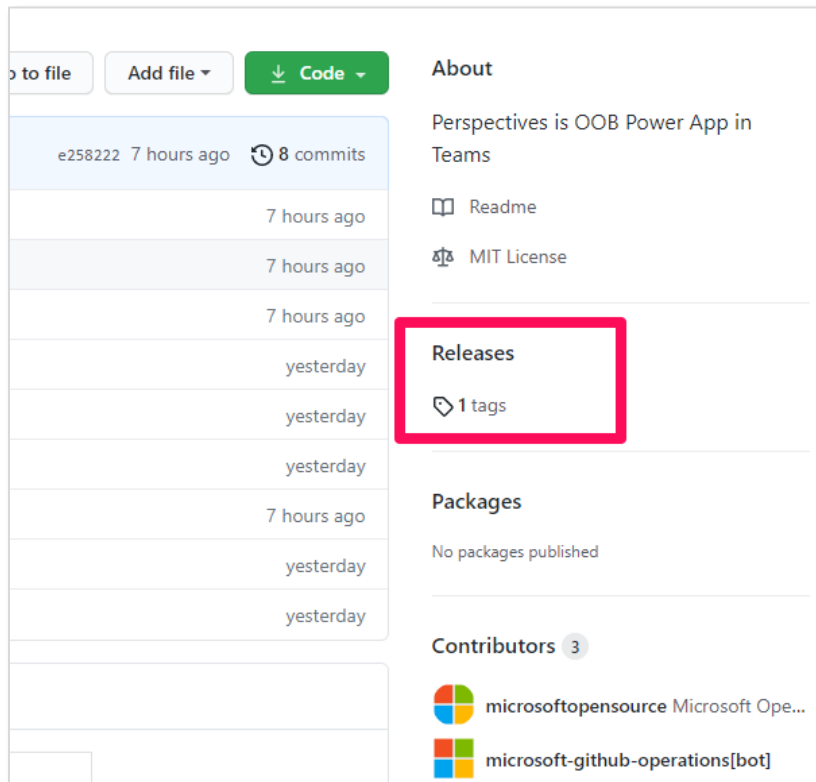 to file
Add file
Code
e258222 7 hours ago 8 commits
7 hours ago
7 hours ago
7 hours ago
yesterday
yesterday
yesterday
7 hours ago
yesterday
yesterday
About
Perspectives is OOB Power App in
Teams
Readme
MIT License
Releases
1 tags
Packages
No packages published
Contributors 3
microsoftopensource Microsoft Ope...
microsoft-github-operations[bot]